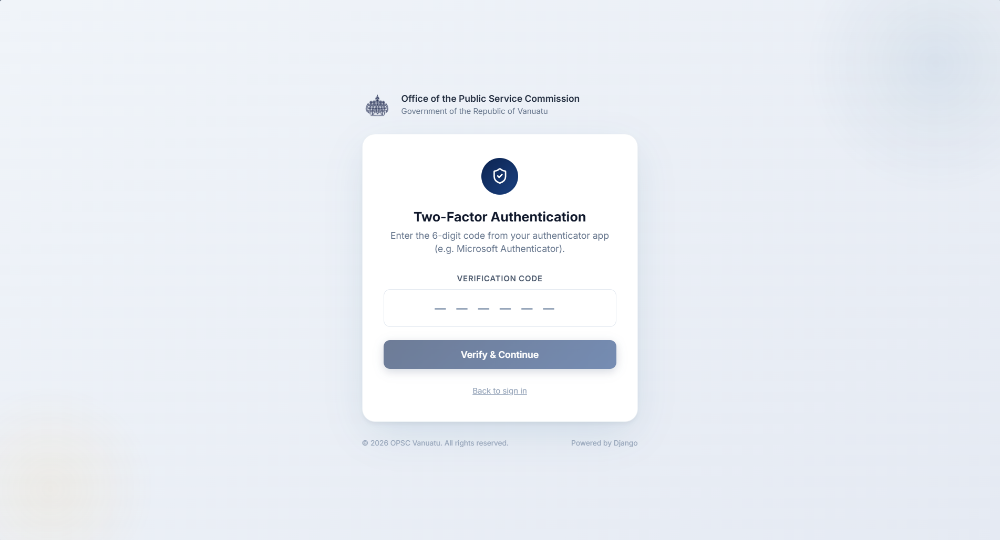 Office of the Public Service Commission
Government of the Republic of Vanuatu
Two-Factor Authentication
Enter the 6-digit code from your authenticator app
(e.g. Microsoft Authenticator).
VERIFICATION CODE
Verify & Continue
Back to sign in
© 2026 OPSC Vanuatu. All rights reserved.
Powered by Django